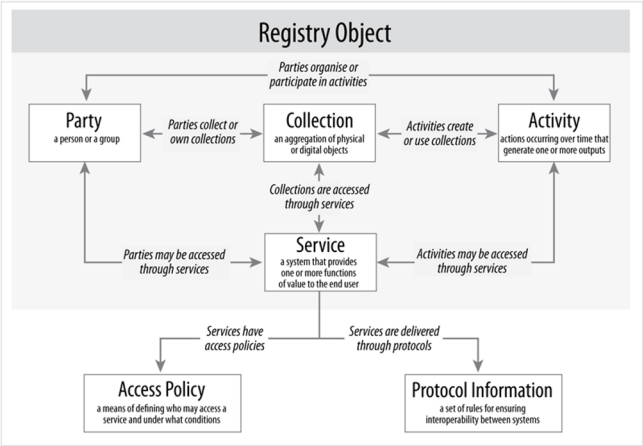 Registry Object
Parties organise or
participate in activities
Party
a person or a group
Parties collect or
own collections
Collection
an aggregation of physical
or digital objects
Activities create
or use collections
Activity
actions occurring over time that
generate one or more outputs
Collections are accessed
through services
Parties may be accessed
through services
Service
a system that provides
one or more functions
of value to the end user
Activities may be accessed
through services
Services have
access policies
Services are delivered
through protocols
Access Policy
a means of defining who may access a
service and under what conditions
Protocol Information
a set of rules for ensuring
interoperability between systems